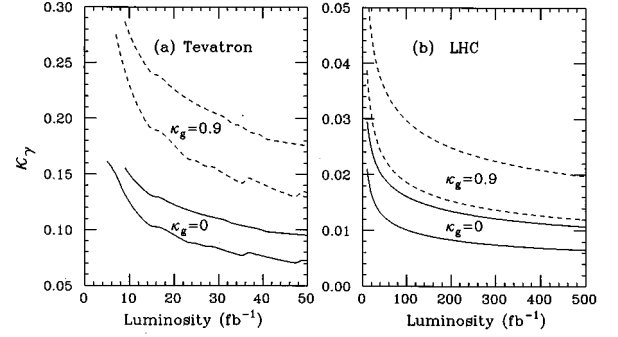 (a) Tevatron
κγ
0.30
0.25
0.20
0.15
0.10
0.05
κg=0.9
κg=0
0 10 20 30 40 50
Luminosity (fb⁻¹)
(b) LHC
0.05
0.04
0.03
0.02
0.01
0.00
κg=0.9
κg=0
0 100 200 300 400 500
Luminosity (fb⁻¹)